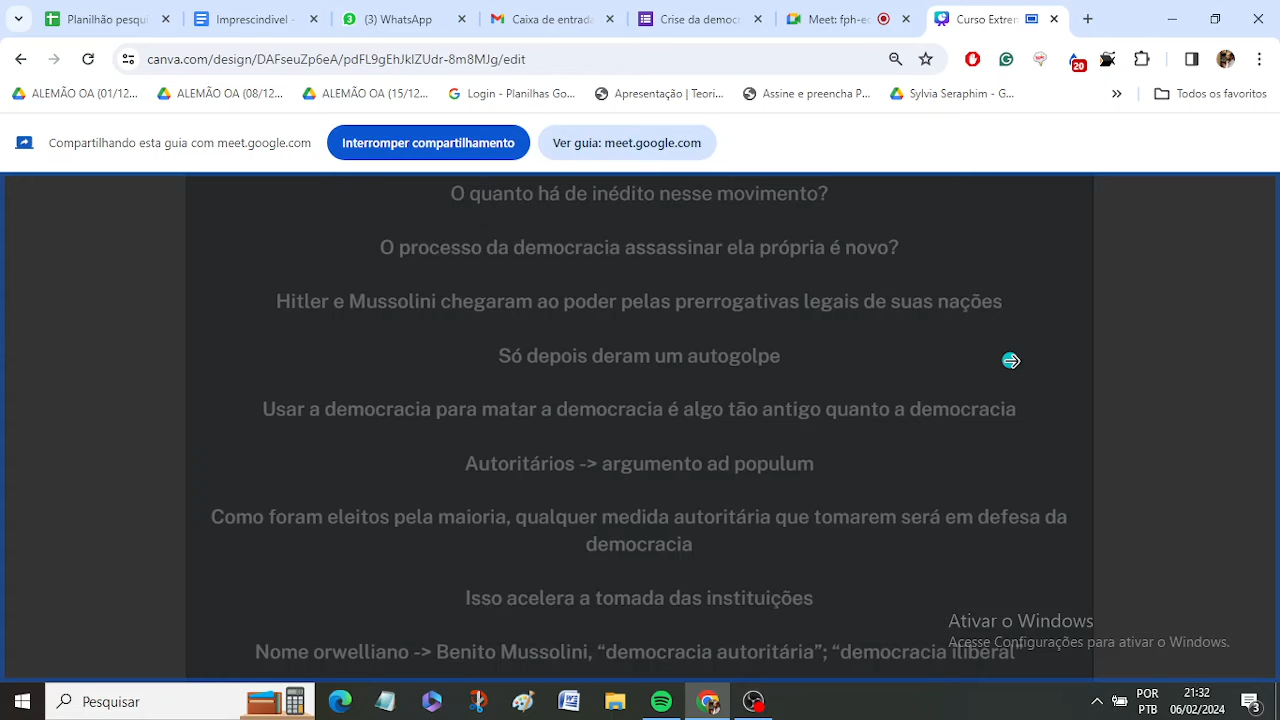 Planilhão pesqui
Imprescindível -
(3) WhatsApp
Caixa de entrada
Crise da democ
Meet: fph-e
Curso Extrem
canva.com/design/DAFseuZp6eA/pdFL9gEhJklZUdr-8m8MJg/edit
20
ALEMÃO OA (01/12...
ALEMÃO OA (08/12...
ALEMÃO OA (15/12...
Login - Planilhas Go...
Apresentação | Teori...
Assine e preencha P...
Sylvia Seraphim - G...
Todos os favoritos
Compartilhando esta guia com meet.google.com
Interromper compartilhamento
Ver guia: meet.google.com
O quanto há de inédito nesse movimento?
O processo da democracia assassinar ela própria é novo?
Hitler e Mussolini chegaram ao poder pelas prerrogativas legais de suas nações
Só depois deram um autogolpe
Usar a democracia para matar a democracia é algo tão antigo quanto a democracia
Autoritários -> argumento ad populum
Como foram eleitos pela maioria, qualquer medida autoritária que tomarem será em defesa da
democracia
Isso acelera a tomada das instituições
Nome orwelliano -> Benito Mussolini, “democracia autoritária”; “democracia iliberal”
Ativar o Windows
Acesse Configurações para ativar o Windows.
Pesquisar
POR
PTB
21:32
06/02/2024
3